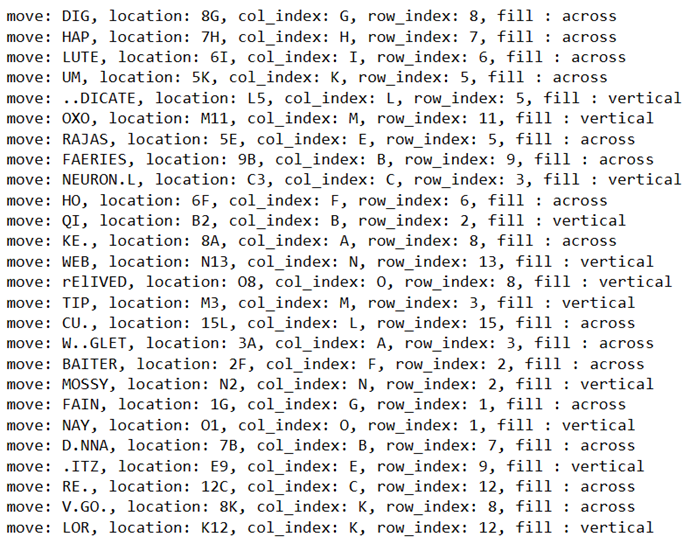 move: DIG, location: 8G, col_index: G, row_index: 8, fill : across
move: HAP, location: 7H, col_index: H, row_index: 7, fill : across
move: LUTE, location: 6I, col_index: I, row_index: 6, fill : across
move: UM, location: 5K, col_index: K, row_index: 5, fill : across
move: ..DICATE, location: L5, col_index: L, row_index: 5, fill : vertical
move: OXO, location: M11, col_index: M, row_index: 11, fill : vertical
move: RAJAS, location: 5E, col_index: E, row_index: 5, fill : across
move: FAERIES, location: 9B, col_index: B, row_index: 9, fill : across
move: NEURON.L, location: C3, col_index: C, row_index: 3, fill : vertical
move: HO, location: 6F, col_index: F, row_index: 6, fill : across
move: QI, location: B2, col_index: B, row_index: 2, fill : vertical
move: KE., location: 8A, col_index: A, row_index: 8, fill : across
move: WEB, location: N13, col_index: N, row_index: 13, fill : vertical
move: rElIVED, location: O8, col_index: O, row_index: 8, fill : vertical
move: TIP, location: M3, col_index: M, row_index: 3, fill : vertical
move: CU., location: 15L, col_index: L, row_index: 15, fill : across
move: W..GLET, location: 3A, col_index: A, row_index: 3, fill : across
move: BAITER, location: 2F, col_index: F, row_index: 2, fill : across
move: MOSSY, location: N2, col_index: N, row_index: 2, fill : vertical
move: FAIN, location: 1G, col_index: G, row_index: 1, fill : across
move: NAY, location: O1, col_index: O, row_index: 1, fill : vertical
move: D.NNA, location: 7B, col_index: B, row_index: 7, fill : across
move: .ITZ, location: E9, col_index: E, row_index: 9, fill : vertical
move: RE., location: 12C, col_index: C, row_index: 12, fill : across
move: V.GO., location: 8K, col_index: K, row_index: 8, fill : across
move: LOR, location: K12, col_index: K, row_index: 12, fill : vertical